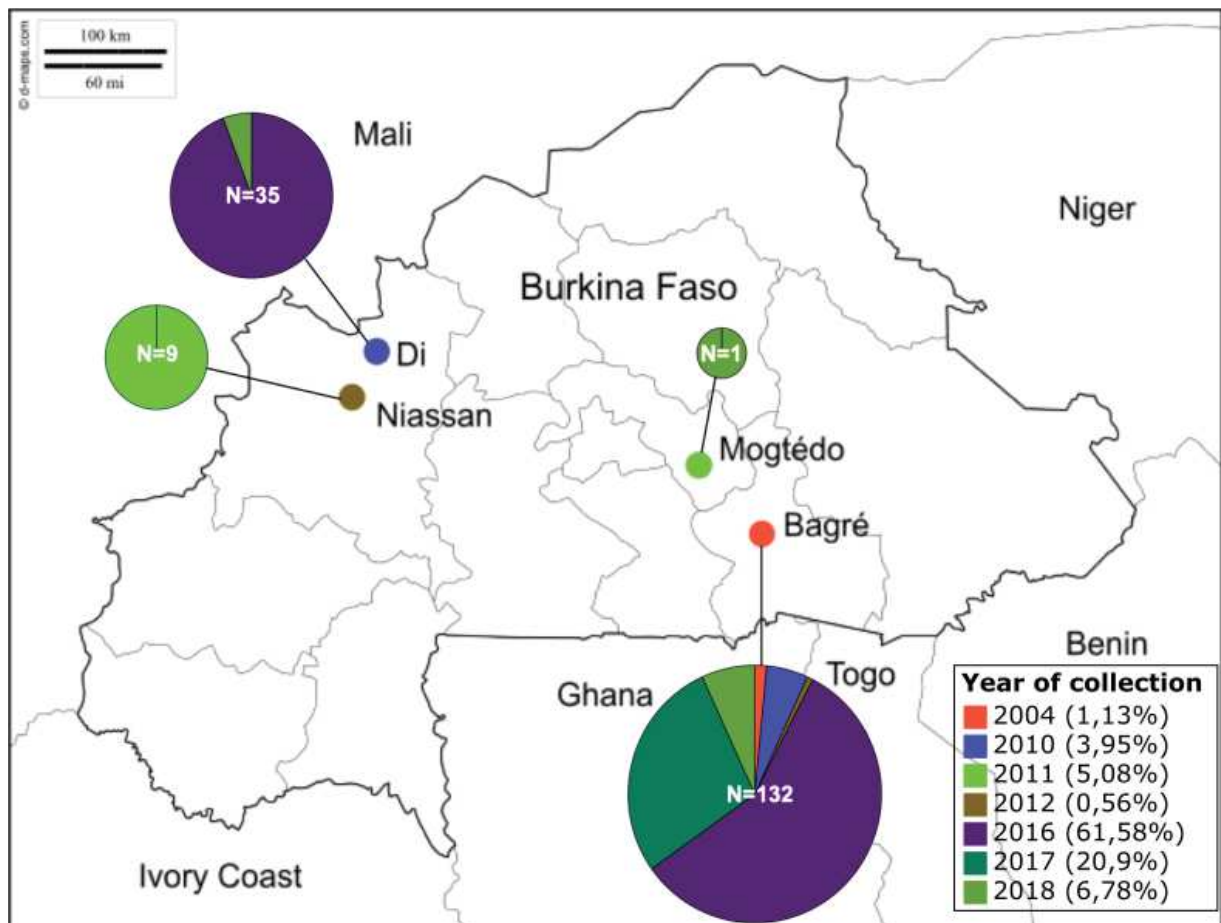 100 km
60 mi
© d-maps.com
Mali
N=35
Niger
Burkina Faso
N=9
Di
N=1
Niassan
Mogtédo
Bagré
Benin
Ghana
Togo
N=132
Ivory Coast
Year of collection
2004 (1,13%)
2010 (3,95%)
2011 (5,08%)
2012 (0,56%)
2016 (61,58%)
2017 (20,9%)
2018 (6,78%)